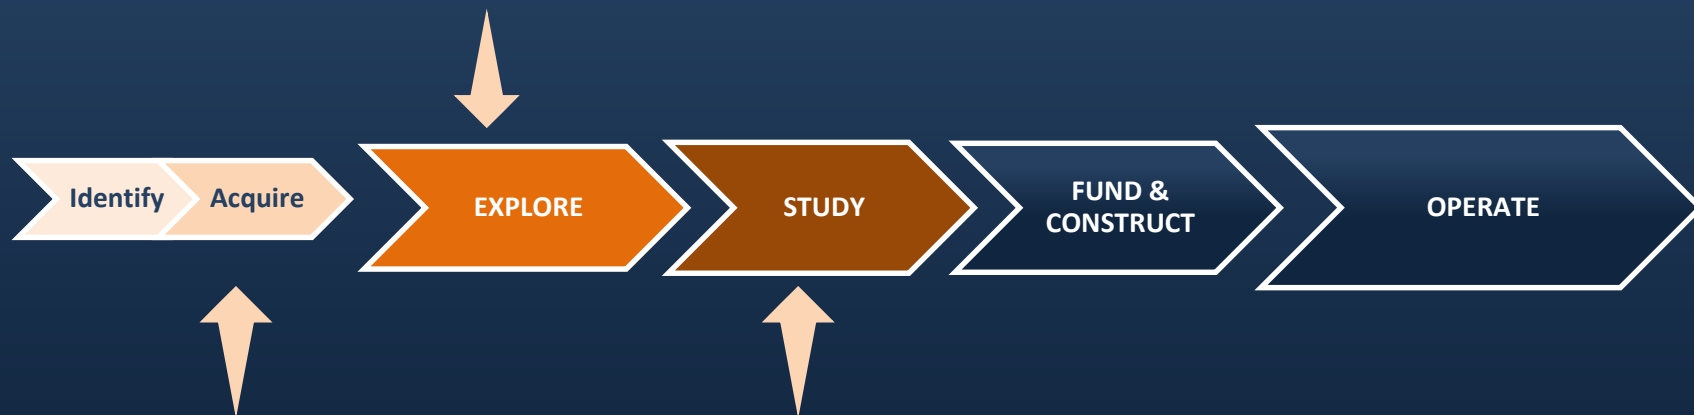 Identify
Acquire
EXPLORE
STUDY
FUND &
CONSTRUCT
OPERATE